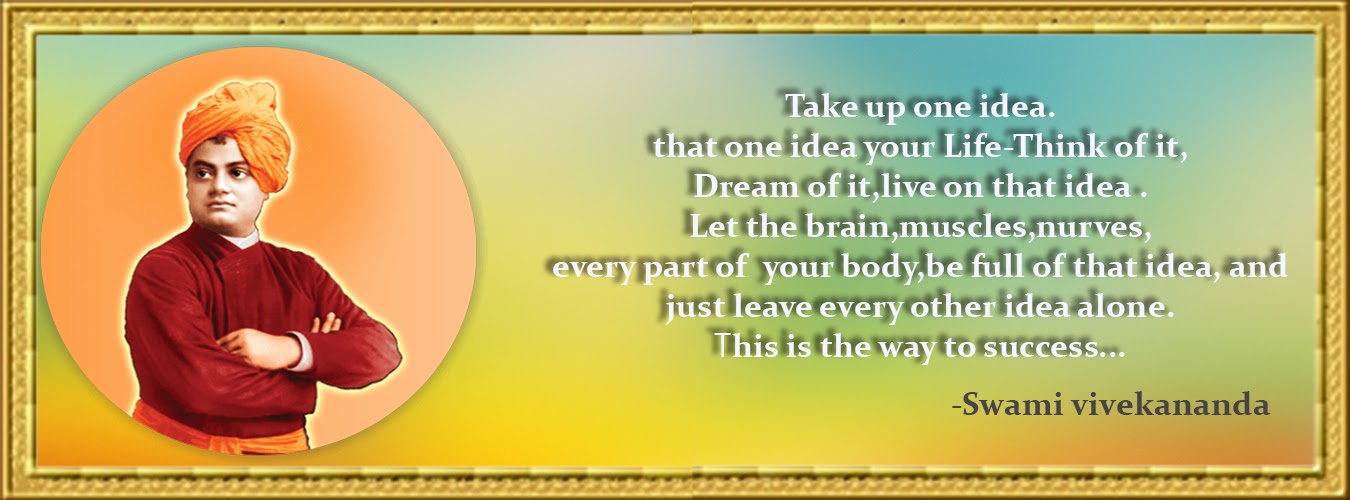 Take up one idea.
that one idea your Life-Think of it,
Dream of it,live on that idea .
Let the brain,muscles,nurves,
every part of  your body,be full of that idea, and
just leave every other idea alone.
This is the way to success...
-Swami vivekananda